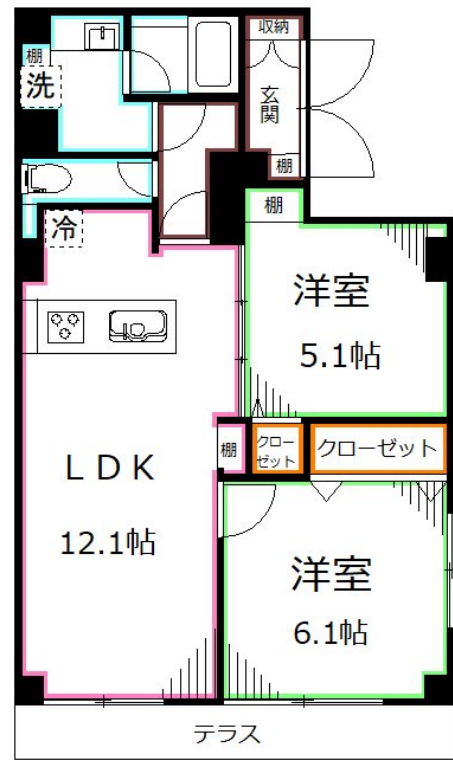 収納
棚
洗
玄関
棚
棚
冷
洋室
5.1帖
棚
クロー
ゼット
クローゼット
LDK
12.1帖
洋室
6.1帖
テラス